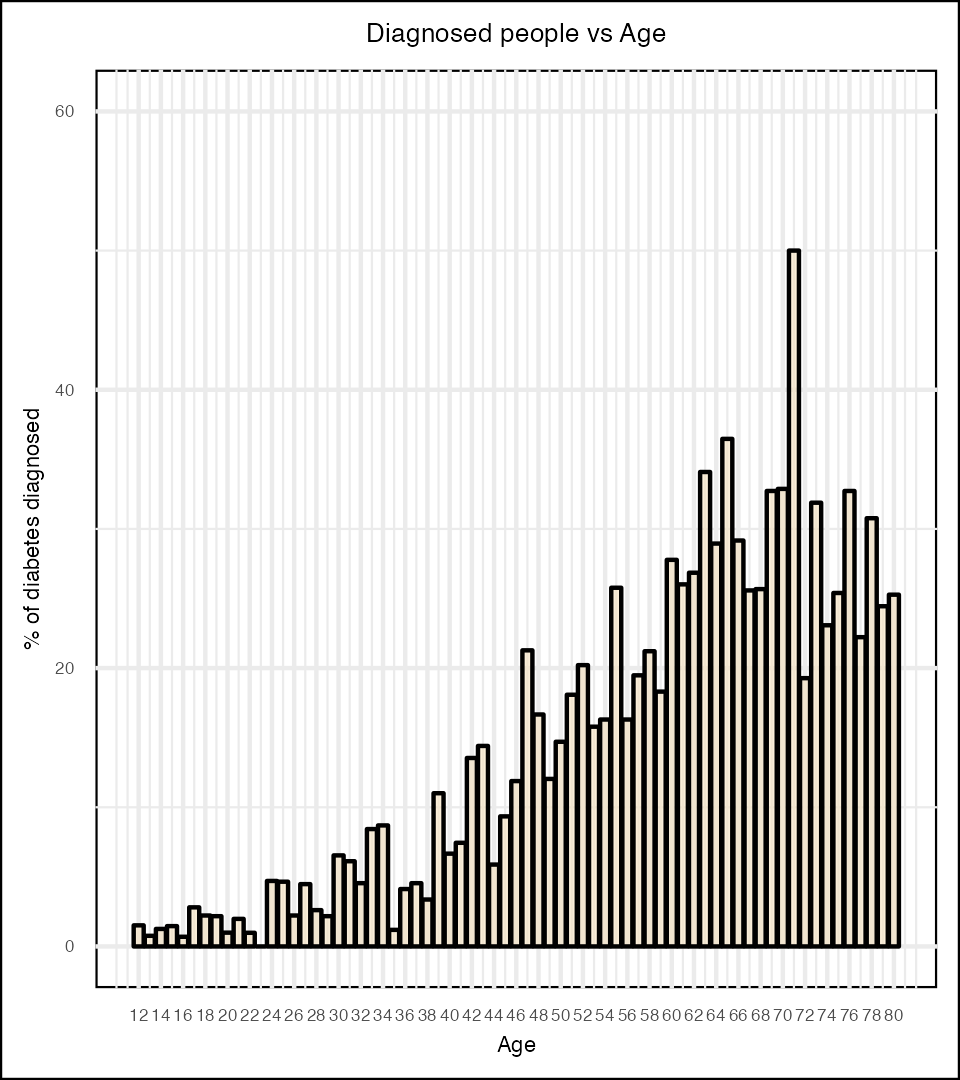 Diagnosed people vs Age
60
40
20
0
% of diabetes diagnosed
12 14 16 18 20 22 24 26 28 30 32 34 36 38 40 42 44 46 48 50 52 54 56 58 60 62 64 66 68 70 72 74 76 78 80
Age